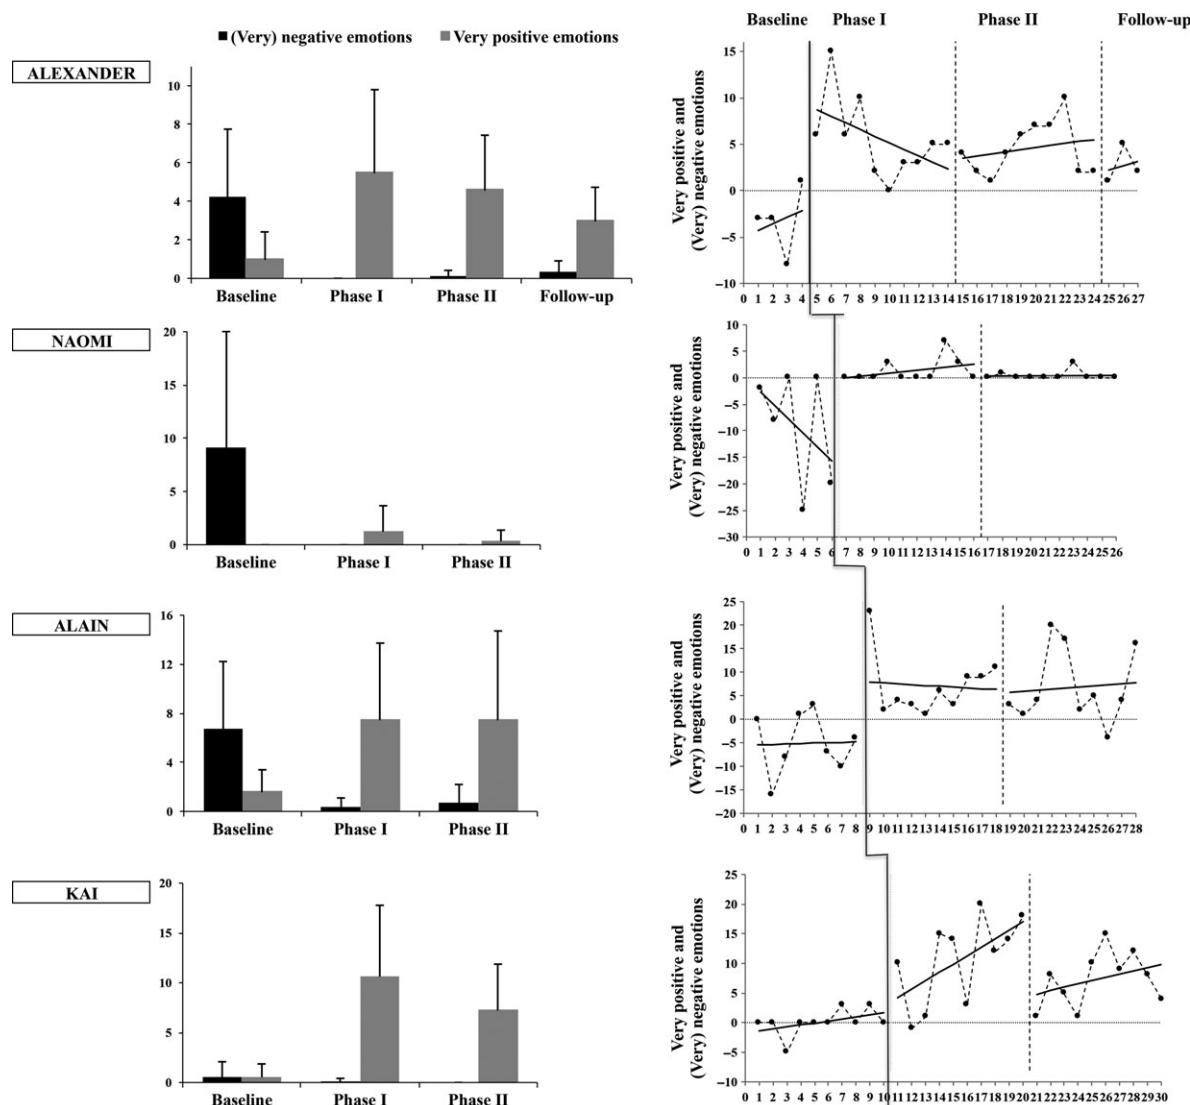 Baseline Phase I Phase II Follow-up
(Very) negative emotions Very positive emotions
ALEXANDER
10
8
6
4
2
0
Baseline Phase I Phase II Follow-up
Very positive and
(Very) negative emotions
15
10
5
0
−5
−10
0 1 2 3 4 5 6 7 8 9 10 11 12 13 14 15 16 17 18 19 20 21 22 23 24 25 26 27
NAOMI
20
15
10
5
0
Baseline Phase I Phase II
Very positive and
(Very) negative emotions
10
5
0
−5
−10
−15
−20
−25
−30
0 1 2 3 4 5 6 7 8 9 10 11 12 13 14 15 16 17 18 19 20 21 22 23 24 25 26
ALAIN
16
12
8
4
0
Baseline Phase I Phase II
Very positive and
(Very) negative emotions
25
20
15
10
5
0
−5
−10
−15
−20
0 1 2 3 4 5 6 7 8 9 10 11 12 13 14 15 16 17 18 19 20 21 22 23 24 25 26 27 28
KAI
20
15
10
5
0
Baseline Phase I Phase II
Very positive and
(Very) negative emotions
25
20
15
10
5
0
−5
−10
0 1 2 3 4 5 6 7 8 9 10 11 12 13 14 15 16 17 18 19 20 21 22 23 24 25 26 27 28 29 30